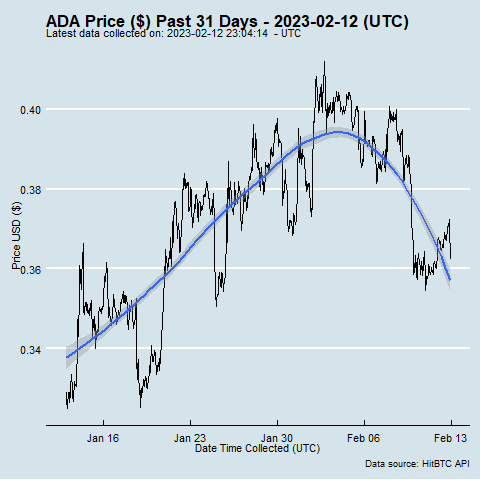 ADA Price ($) Past 31 Days - 2023-02-12 (UTC)
Latest data collected on: 2023-02-12 23:04:14 - UTC
Price USD ($)
0.40
0.38
0.36
0.34
Jan 16 Jan 23 Jan 30 Feb 06 Feb 13
Date Time Collected (UTC)
Data source: HitBTC API